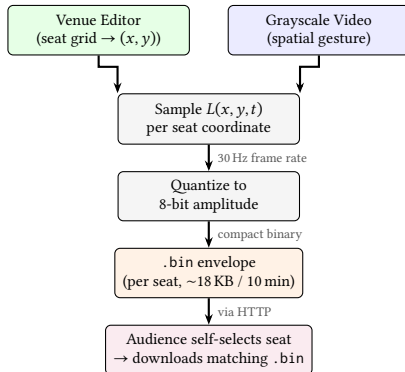 Venue Editor
(seat grid → (x, y))
Grayscale Video
(spatial gesture)
Sample L(x, y, t)
per seat coordinate
30 Hz frame rate
Quantize to
8-bit amplitude
compact binary
.bin envelope
(per seat, ~18 KB / 10 min)
via HTTP
Audience self-selects seat
→ downloads matching .bin